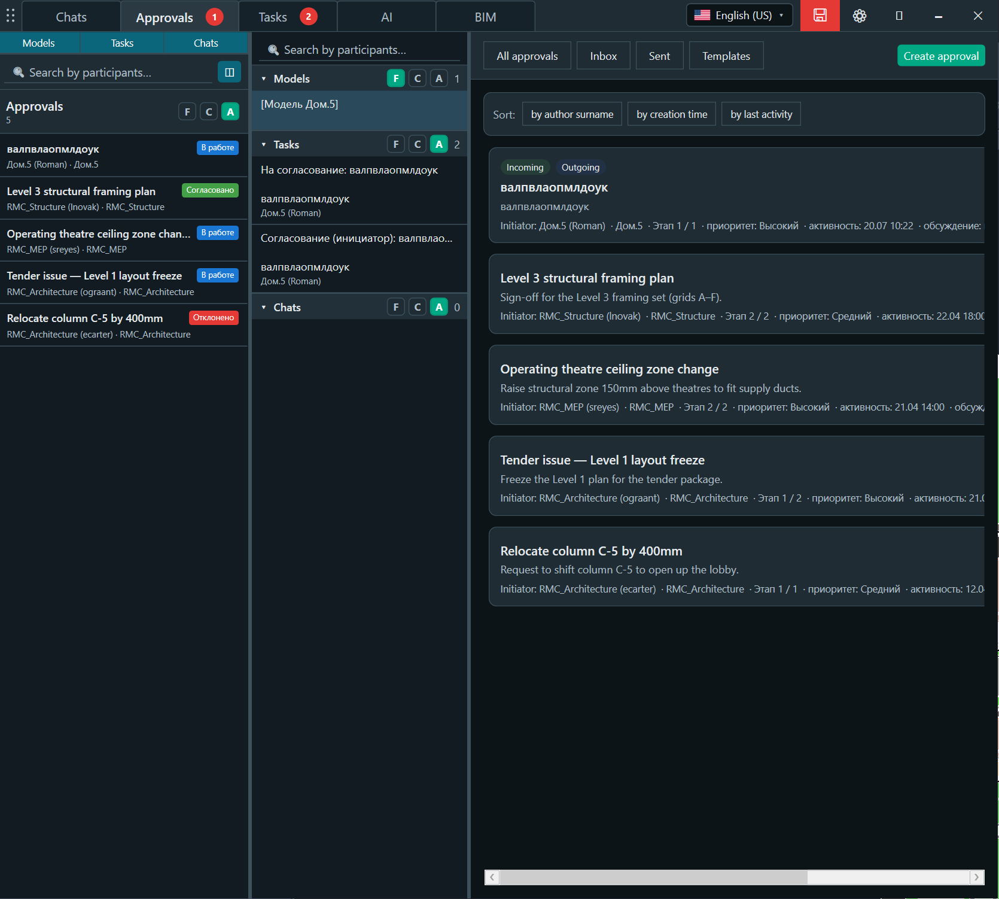 Chats
Approvals 1
Tasks 2
AI
BIM
English (US)
Models
Tasks
Chats
Search by participants...
Approvals
5
F C A
валпвлаопмлдоук
В работе
Дом.5 (Roman) · Дом.5
Level 3 structural framing plan
Согласовано
RMC_Structure (lnovak) · RMC_Structure
Operating theatre ceiling zone chan...
В работе
RMC_MEP (sreyes) · RMC_MEP
Tender issue — Level 1 layout freeze
В работе
RMC_Architecture (ograant) · RMC_Architecture
Relocate column C-5 by 400mm
Отклонено
RMC_Architecture (ecarter) · RMC_Architecture
Search by participants...
Models F C A 1
[Модель Дом.5]
Tasks F C A 2
На согласование: валпвлаопмлдоук
валпвлаопмлдоук
Дом.5 (Roman)
Согласование (инициатор): валпвлао...
валпвлаопмлдоук
Дом.5 (Roman)
Chats F C A 0
All approvals
Inbox
Sent
Templates
Create approval
Sort: by author surname by creation time by last activity
Incoming Outgoing
валпвлаопмлдоук
валпвлаопмлдоук
Initiator: Дом.5 (Roman) · Дом.5 · Этап 1 / 1 · приоритет: Высокий · активность: 20.07 10:22 · обсуждение:
Level 3 structural framing plan
Sign-off for the Level 3 framing set (grids A–F).
Initiator: RMC_Structure (lnovak) · RMC_Structure · Этап 2 / 2 · приоритет: Средний · активность: 22.04 18:00
Operating theatre ceiling zone change
Raise structural zone 150mm above theatres to fit supply ducts.
Initiator: RMC_MEP (sreyes) · RMC_MEP · Этап 2 / 2 · приоритет: Высокий · активность: 21.04 14:00 · обсуж
Tender issue — Level 1 layout freeze
Freeze the Level 1 plan for the tender package.
Initiator: RMC_Architecture (ograant) · RMC_Architecture · Этап 1 / 2 · приоритет: Высокий · активность: 21.0
Relocate column C-5 by 400mm
Request to shift column C-5 to open up the lobby.
Initiator: RMC_Architecture (ecarter) · RMC_Architecture · Этап 1 / 1 · приоритет: Средний · активность: 12.0